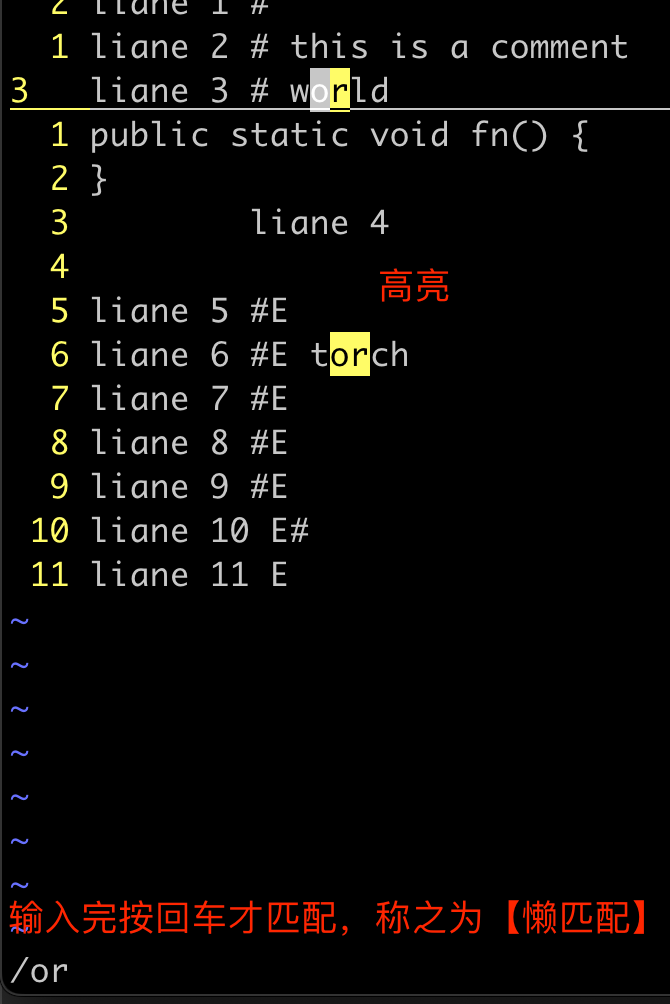 2 liane 1 #
1 liane 2 # this is a comment
3 liane 3 # world
1 public static void fn() {
2 }
3 liane 4
4
高亮
5 liane 5 #E
6 liane 6 #E torch
7 liane 7 #E
8 liane 8 #E
9 liane 9 #E
10 liane 10 E#
11 liane 11 E
~
~
~
~
~
~
~
~
输入完按回车才匹配，称之为【懒匹配】
/or